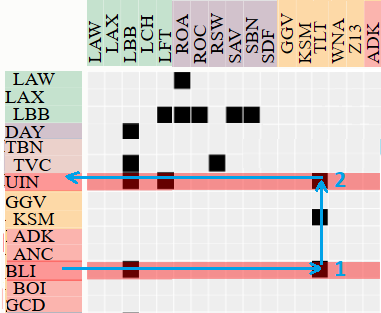 LAW LAX LBB LCH LFT ROA ROC RSW SAV SBN SDF GGV KSM TLT WNA Z13 ADK
LAW
LAX
LBB
DAY
TBN
TVC
UIN 2
GGV
KSM
ADK
ANC
BLI 1
BOI
GCD